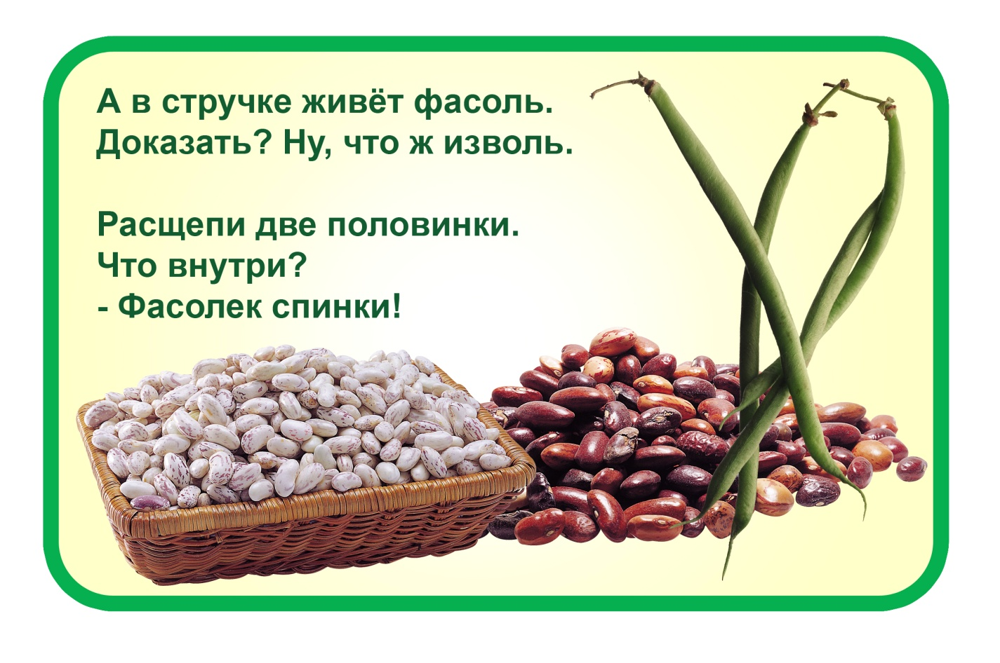 А в стручке живёт фасоль.
Доказать? Ну, что ж изволь.
Расщепи две половинки.
Что внутри?
- Фасолек спинки!